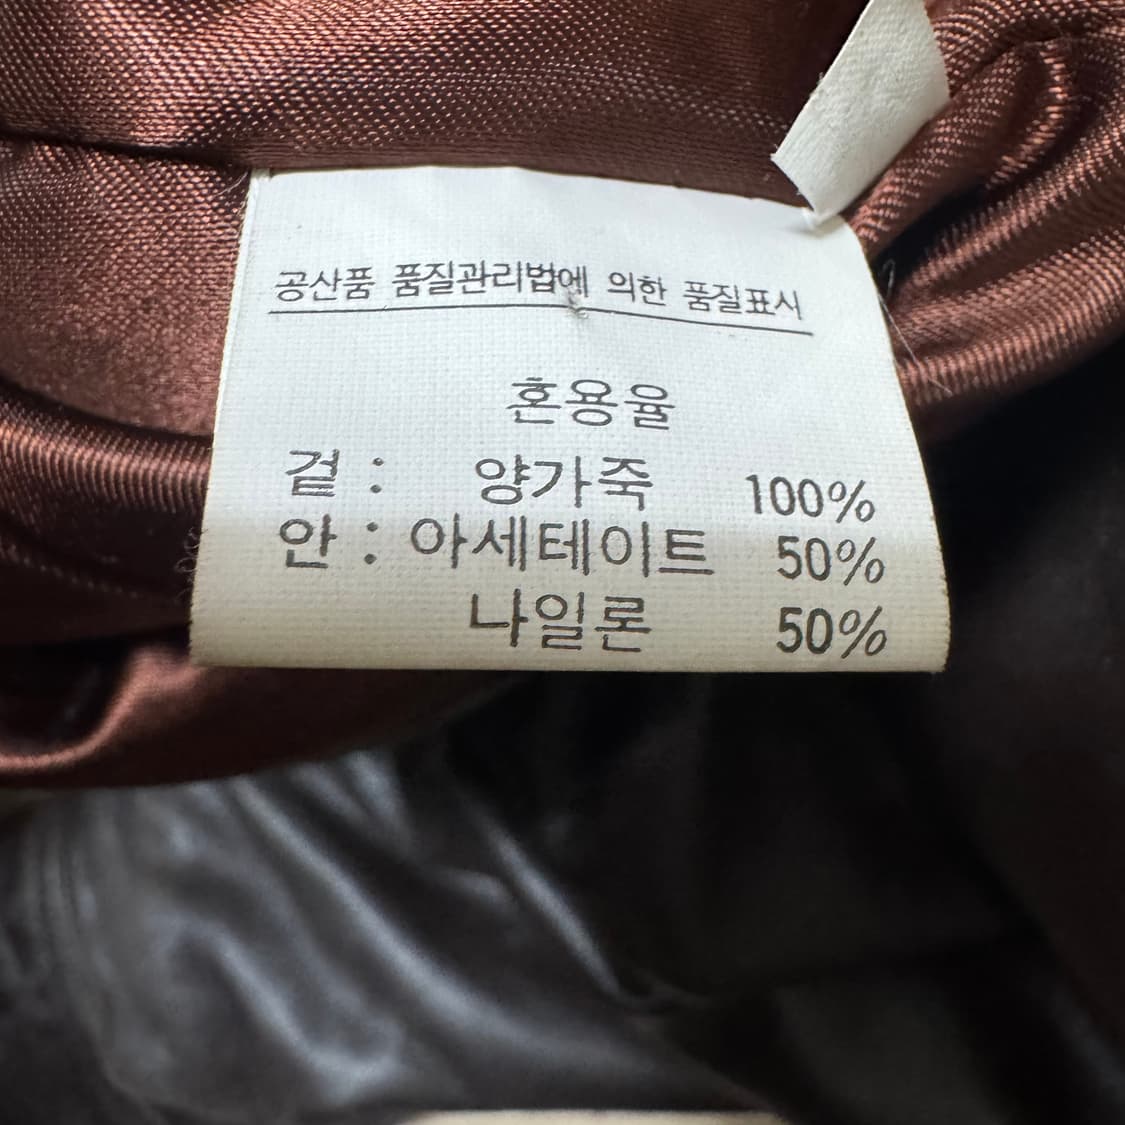 공산품 품질관리법에 의한 품질표시
혼용율
겉 : 양가죽 100%
안 : 아세테이트 50%
나일론 50%